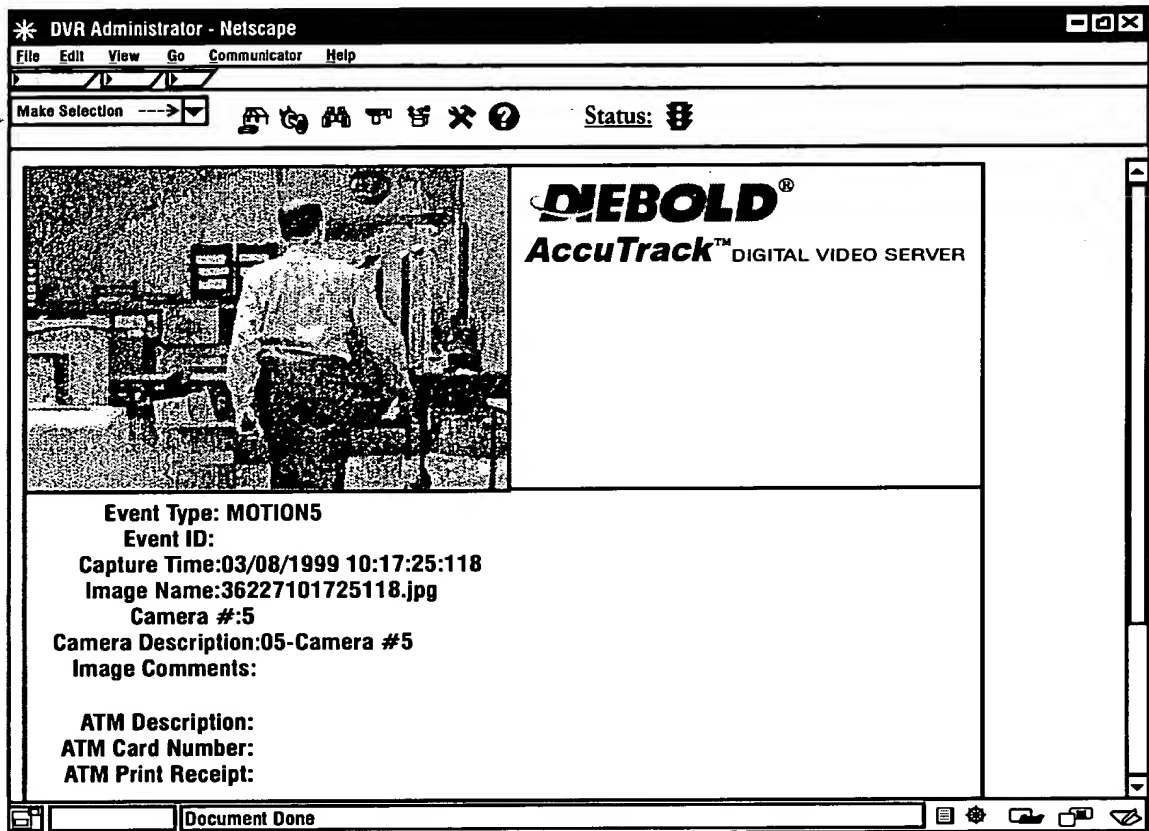 DVR Administrator - Netscape
File Edit View Go Communicator Help
Make Selection --->
Status:
DIEBOLD®
AccuTrack™ DIGITAL VIDEO SERVER
Event Type: MOTION5
Event ID:
Capture Time:03/08/1999 10:17:25:118
Image Name:36227101725118.jpg
Camera #:5
Camera Description:05-Camera #5
Image Comments:
ATM Description:
ATM Card Number:
ATM Print Receipt:
Document Done